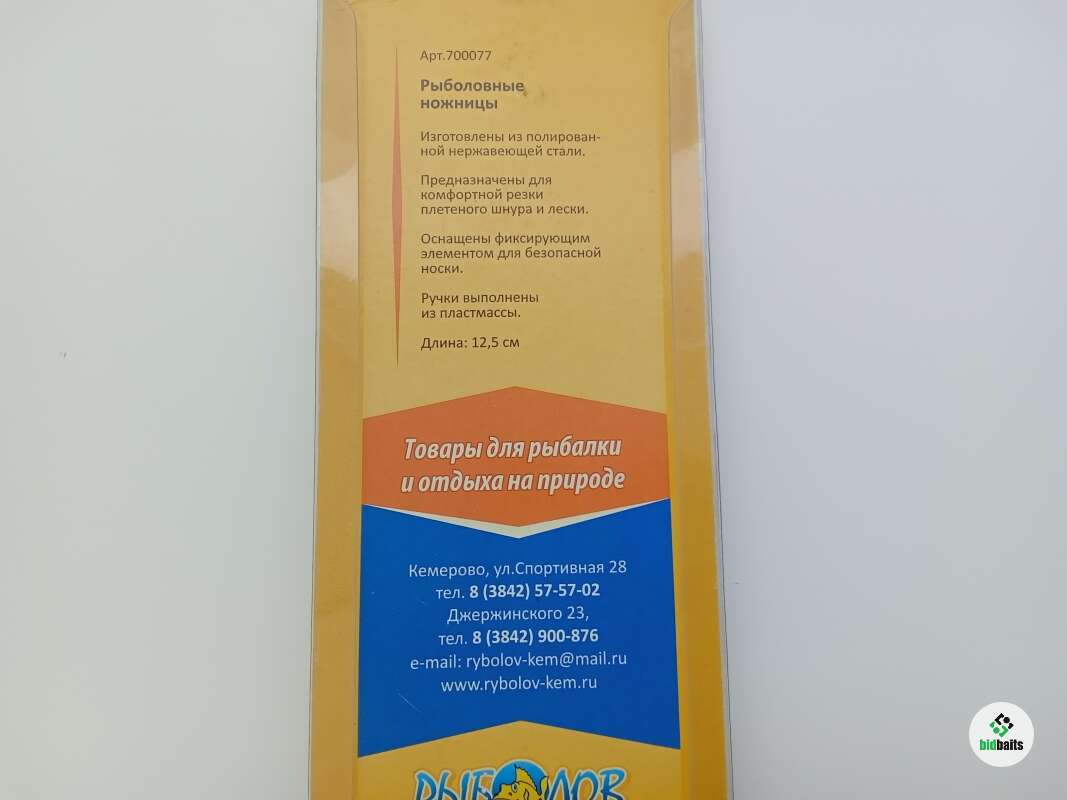 Арт.700077
Рыболовные
ножницы
Изготовлены из полирован-
ной нержавеющей стали.
Предназначены для
комфортной резки
плетеного шнура и лески.
Оснащены фиксирующим
элементом для безопасной
носки.
Ручки выполнены
из пластмассы.
Длина: 12,5 см
Товары для рыбалки
и отдыха на природе
Кемерово, ул.Спортивная 28
тел. 8 (3842) 57-57-02
Джержинского 23,
тел. 8 (3842) 900-876
e-mail: rybolov-kem@mail.ru
www.rybolov-kem.ru
РЫБОЛОВ
bidbaits